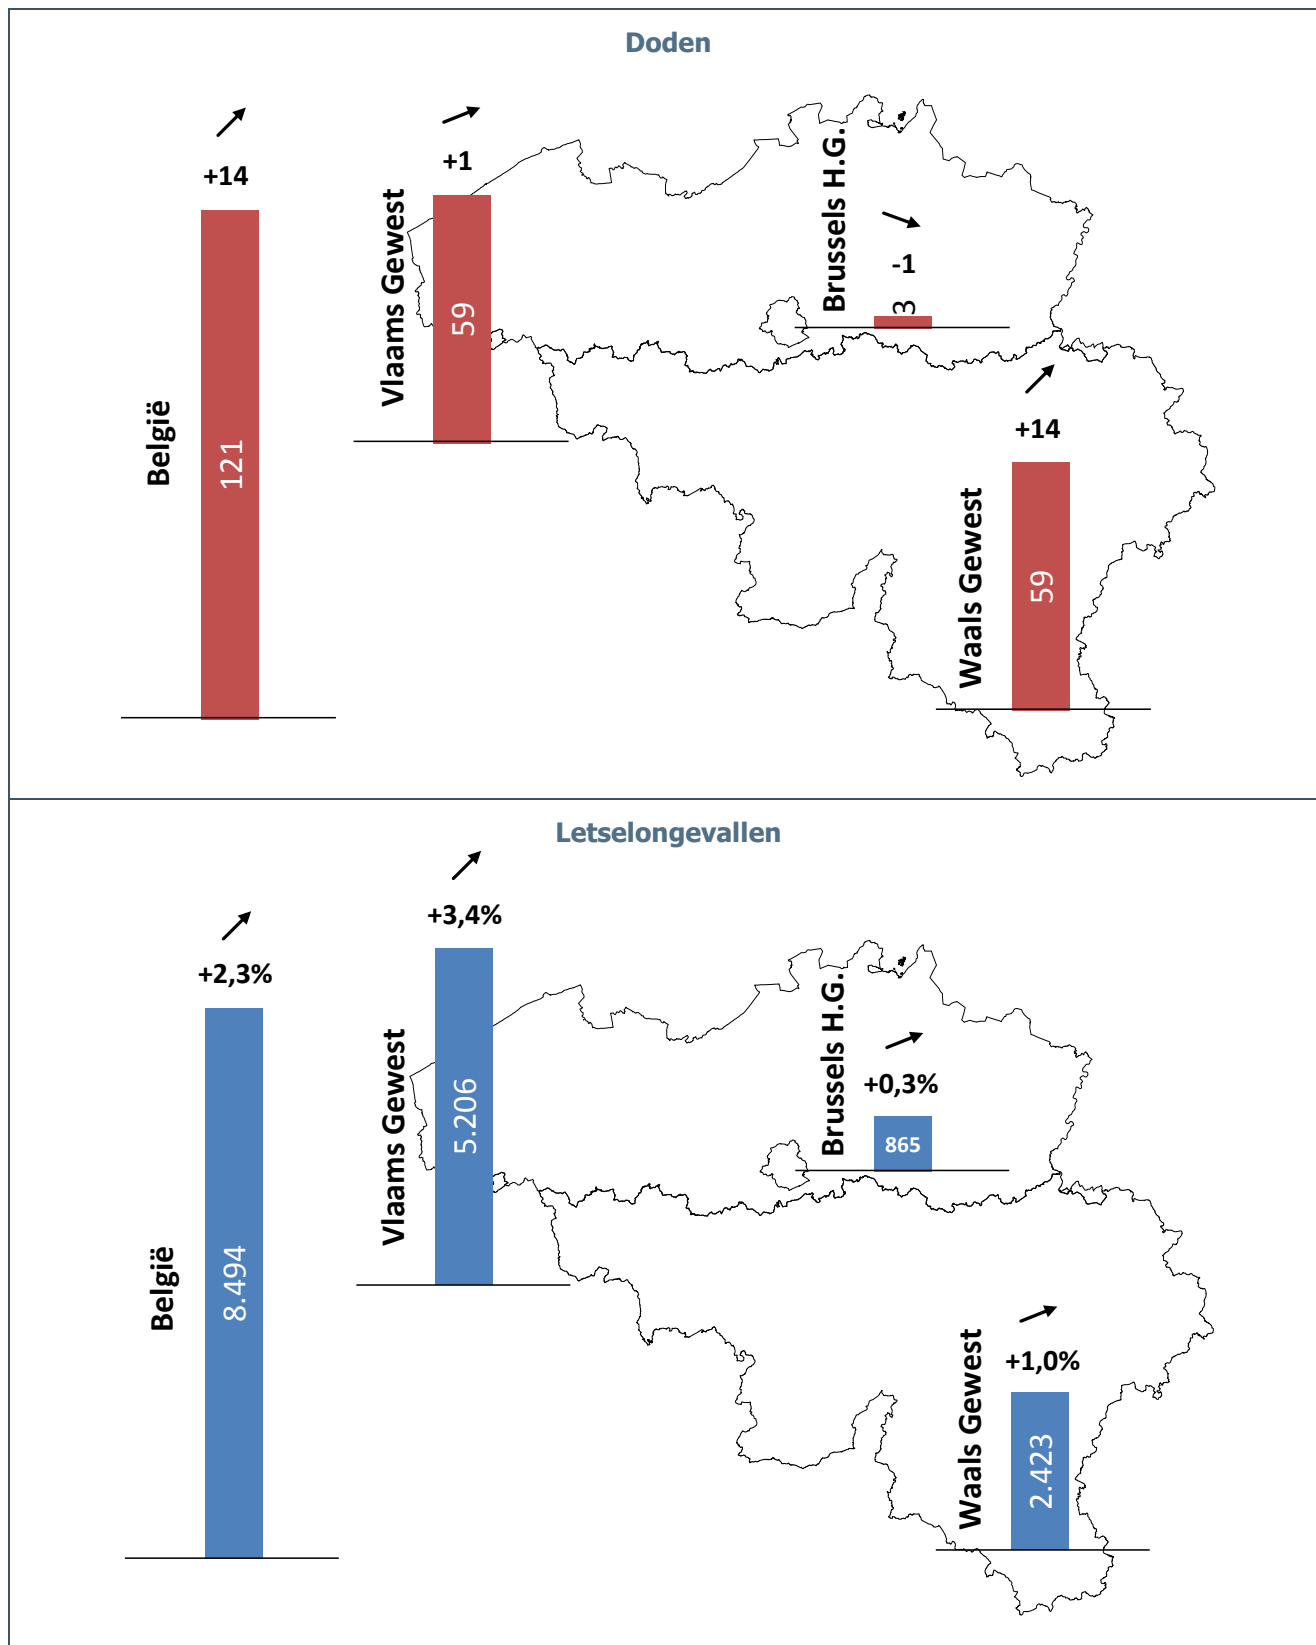 Doden
+14
België
121
+1
Vlaams Gewest
59
Brussels H.G.
-1
3
+14
Waals Gewest
59
Letselongevallen
+2,3%
België
8.494
+3,4%
Vlaams Gewest
5.206
Brussels H.G.
+0,3%
865
+1,0%
Waals Gewest
2.423